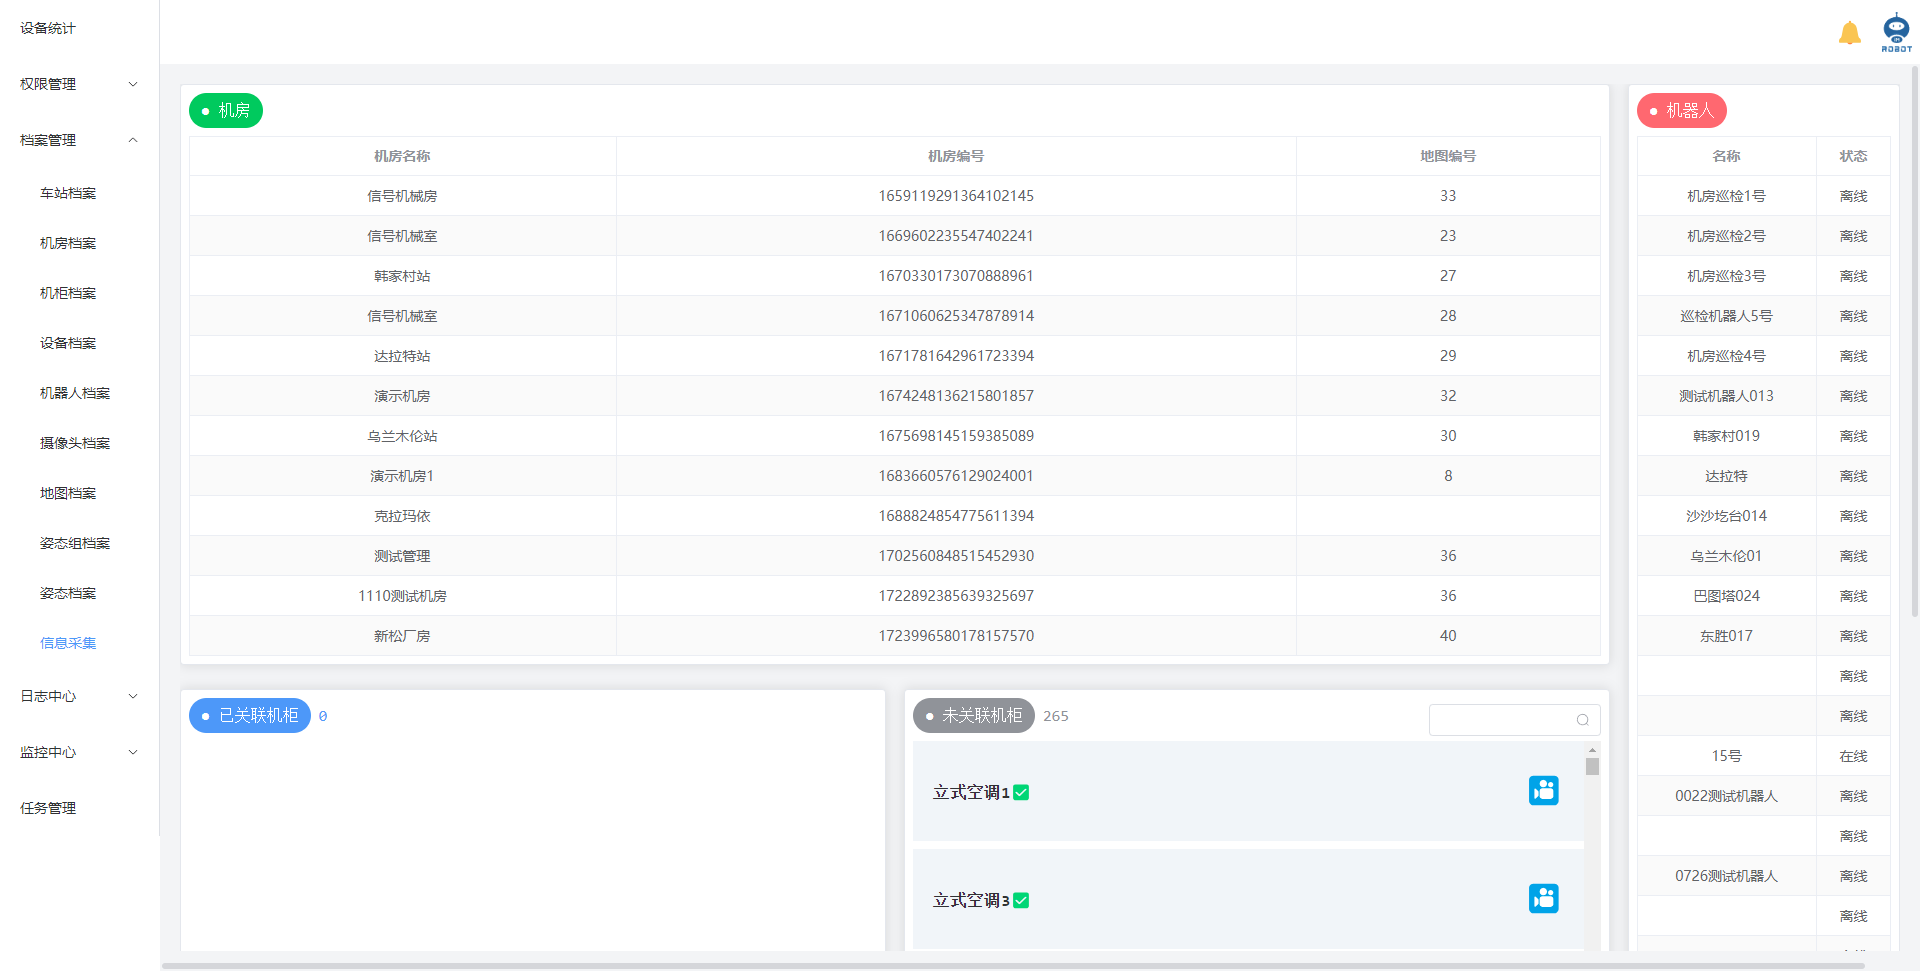 设备统计
权限管理
档案管理
车站档案
机房档案
机柜档案
设备档案
机器人档案
摄像头档案
地图档案
姿态组档案
姿态档案
信息采集
日志中心
监控中心
任务管理
ROBOT
机房
机房名称 机房编号 地图编号
信号机械房 1659119291364102145 33
信号机械室 1669602235547402241 23
韩家村站 1670330173070888961 27
信号机械室 1671060625347878914 28
达拉特站 1671781642961723394 29
演示机房 1674248136215801857 32
乌兰木伦站 1675698145159385089 30
演示机房1 1683660576129024001 8
克拉玛依 1688824854775611394
测试管理 1702560848515452930 36
1110测试机房 1722892385639325697 36
新松厂房 1723996580178157570 40
已关联机柜 0
未关联机柜 265
立式空调1
立式空调3
机器人
名称 状态
机房巡检1号 离线
机房巡检2号 离线
机房巡检3号 离线
巡检机器人5号 离线
机房巡检4号 离线
测试机器人013 离线
韩家村019 离线
达拉特 离线
沙沙圪台014 离线
乌兰木伦01 离线
巴图塔024 离线
东胜017 离线
离线
离线
15号 在线
0022测试机器人 离线
离线
0726测试机器人 离线
离线